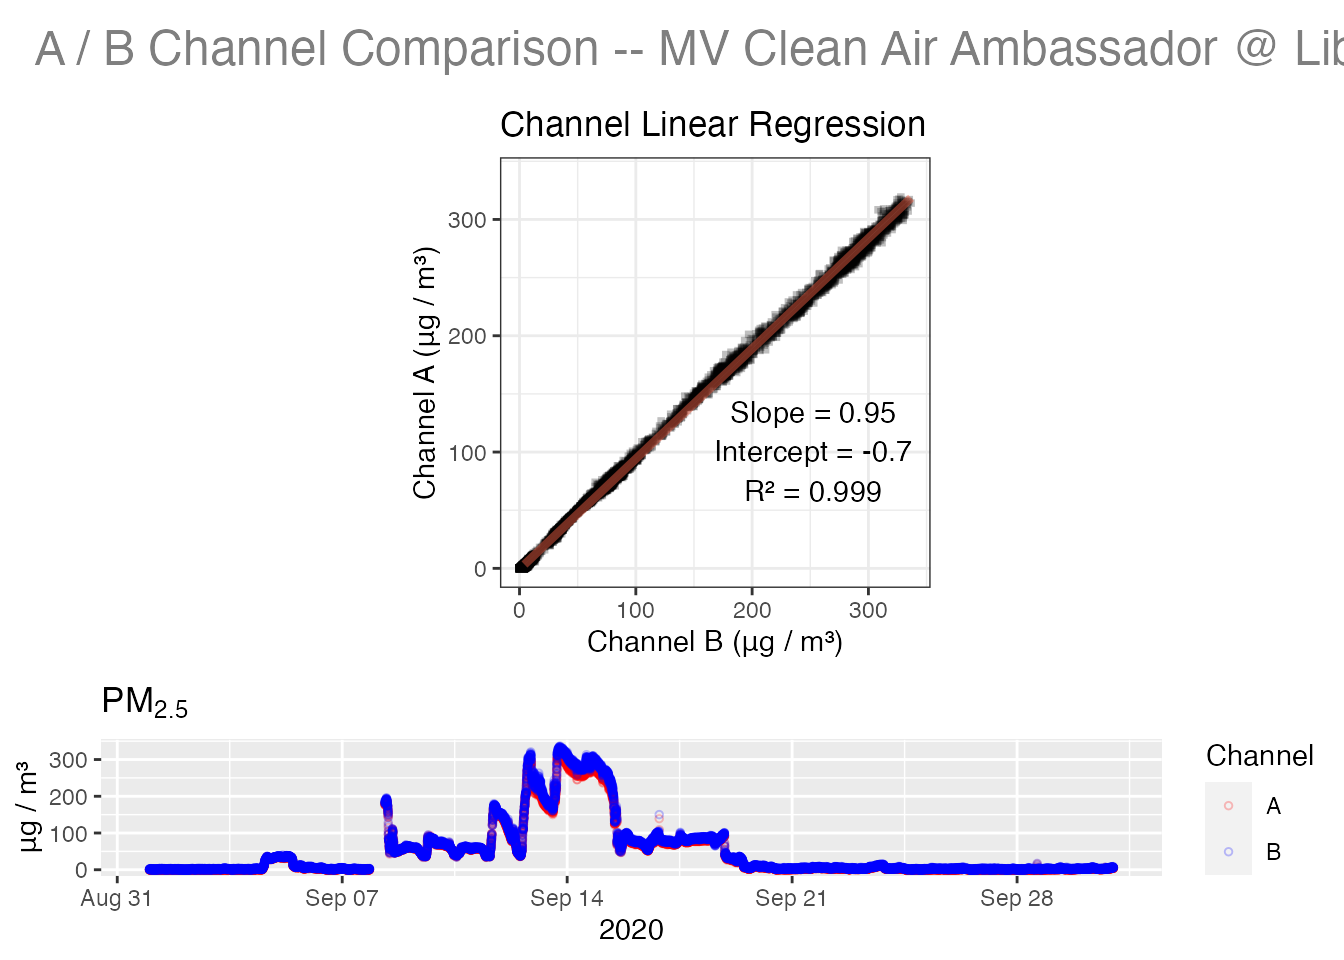 A / B Channel Comparison -- MV Clean Air Ambassador @ Lib
Channel Linear Regression
Channel A (µg / m³)
300
200
100
0
Slope = 0.95
Intercept = -0.7
R² = 0.999
0 100 200 300
Channel B (µg / m³)
PM2.5
µg / m³
300
200
100
0
Aug 31 Sep 07 Sep 14 Sep 21 Sep 28
2020
Channel
A
B